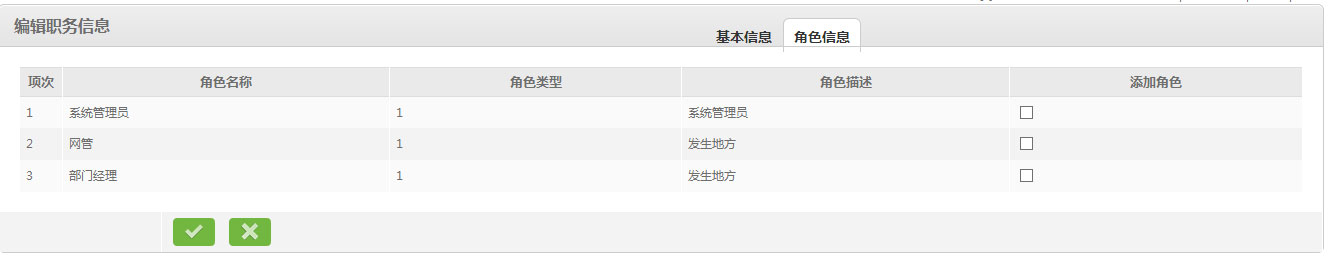 编辑职务信息
基本信息 角色信息
项次 角色名称 角色类型 角色描述 添加角色
1 系统管理员 1 系统管理员
2 网管 1 发生地方
3 部门经理 1 发生地方